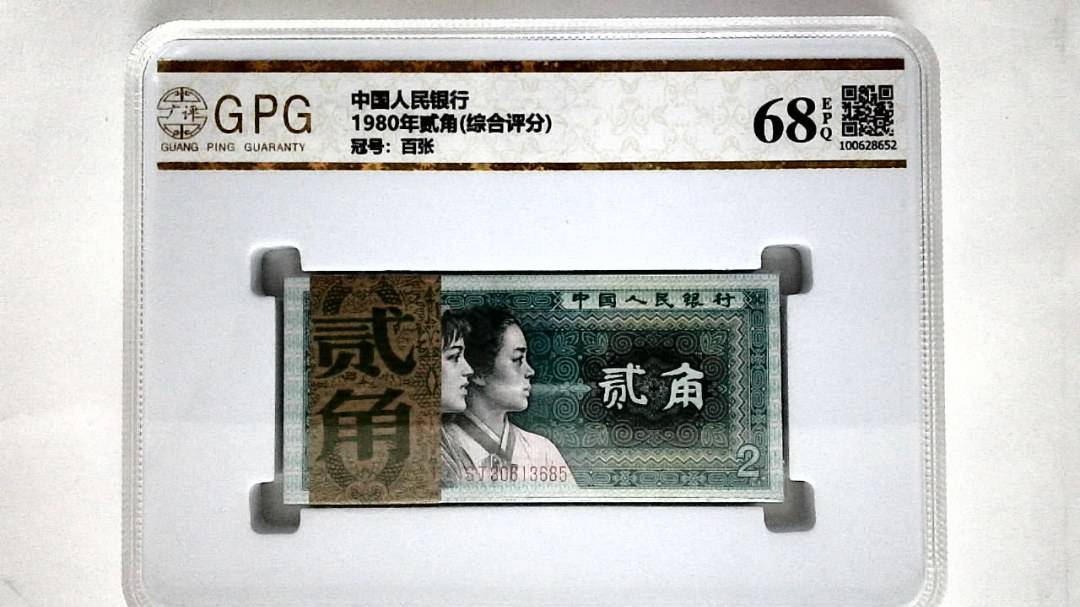 广评
GPG
GUANG PING GUARANTY
中国人民银行
1980年贰角(综合评分)
冠号：百张
68
EPQ
100628652
中国人民银行
贰角
贰角
ST30813685
2